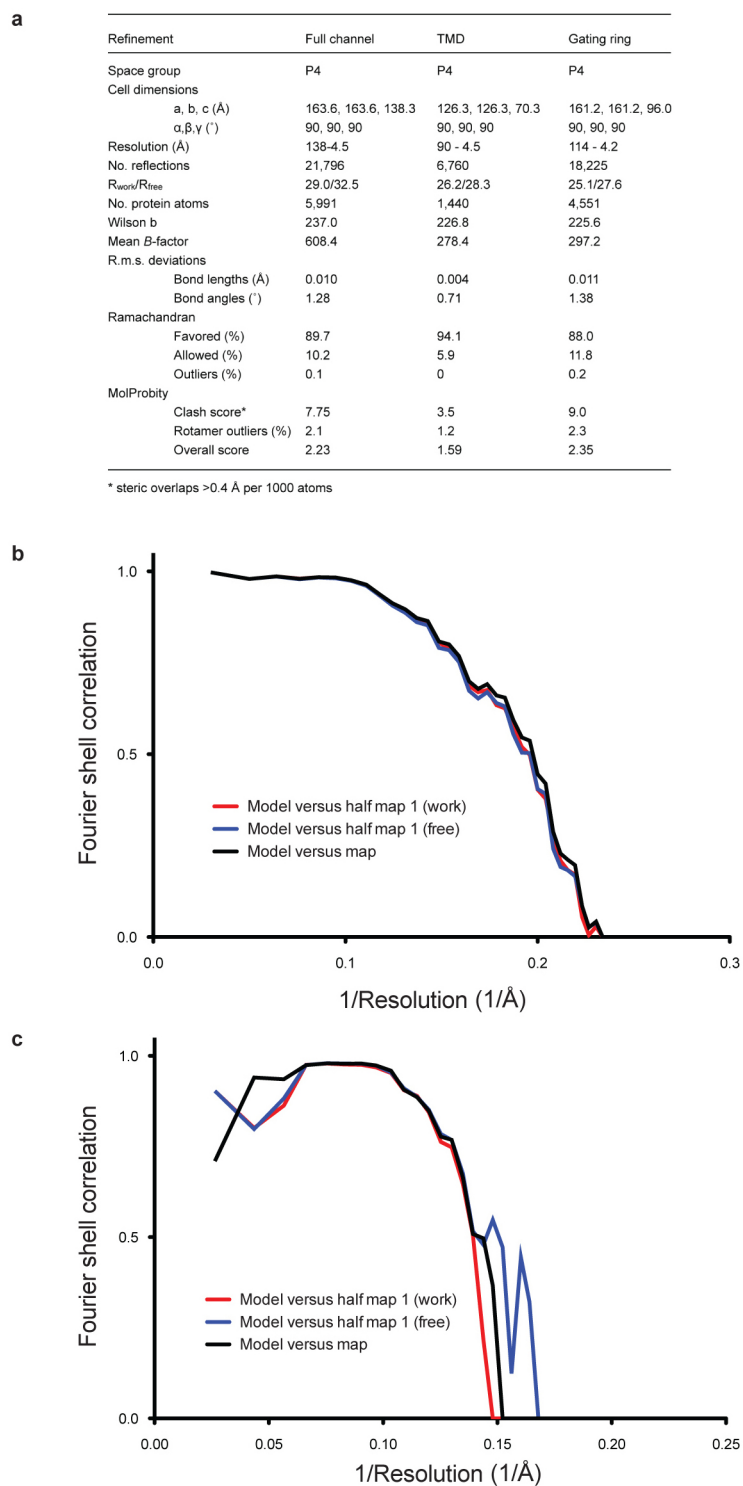 a
Refinement Full channel TMD Gating ring
Space group P4 P4 P4
Cell dimensions
a, b, c (Å) 163.6, 163.6, 138.3 126.3, 126.3, 70.3 161.2, 161.2, 96.0
α,β,γ (˚) 90, 90, 90 90, 90, 90 90, 90, 90
Resolution (Å) 138-4.5 90 - 4.5 114 - 4.2
No. reflections 21,796 6,760 18,225
Rwork/Rfree 29.0/32.5 26.2/28.3 25.1/27.6
No. protein atoms 5,991 1,440 4,551
Wilson b 237.0 226.8 225.6
Mean B-factor 608.4 278.4 297.2
R.m.s. deviations
Bond lengths (Å) 0.010 0.004 0.011
Bond angles (˚) 1.28 0.71 1.38
Ramachandran
Favored (%) 89.7 94.1 88.0
Allowed (%) 10.2 5.9 11.8
Outliers (%) 0.1 0 0.2
MolProbity
Clash score* 7.75 3.5 9.0
Rotamer outliers (%) 2.1 1.2 2.3
Overall score 2.23 1.59 2.35
* steric overlaps >0.4 Å per 1000 atoms
b
Fourier shell correlation
1.0
0.5
0.0
Model versus half map 1 (work)
Model versus half map 1 (free)
Model versus map
0.0 0.1 0.2 0.3
1/Resolution (1/Å)
c
Fourier shell correlation
1.0
0.5
0.0
Model versus half map 1 (work)
Model versus half map 1 (free)
Model versus map
0.00 0.05 0.10 0.15 0.20 0.25
1/Resolution (1/Å)